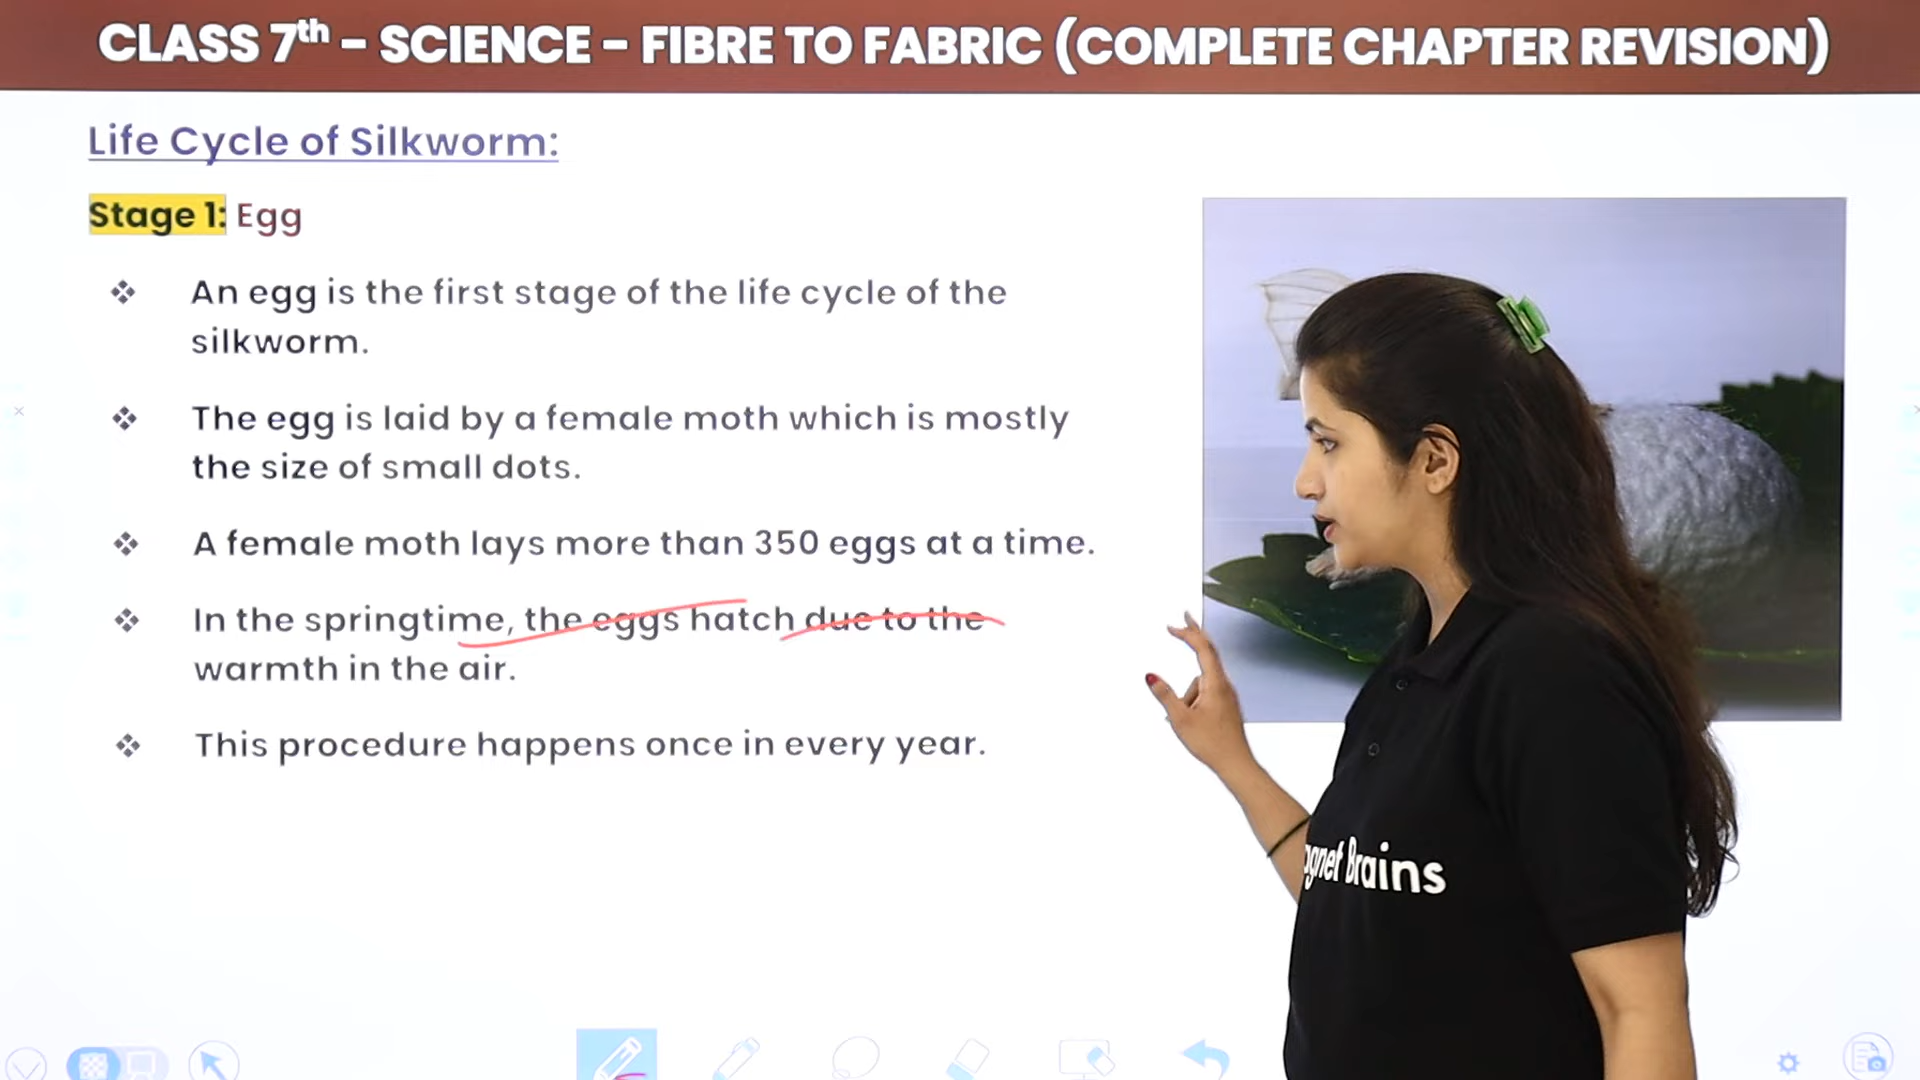 CLASS 7th - SCIENCE - FIBRE TO FABRIC (COMPLETE CHAPTER REVISION)
Life Cycle of Silkworm:
Stage 1: Egg
❖ An egg is the first stage of the life cycle of the
silkworm.
❖ The egg is laid by a female moth which is mostly
the size of small dots.
❖ A female moth lays more than 350 eggs at a time.
❖ In the springtime, the eggs hatch due to the
warmth in the air.
❖ This procedure happens once in every year.
Brains